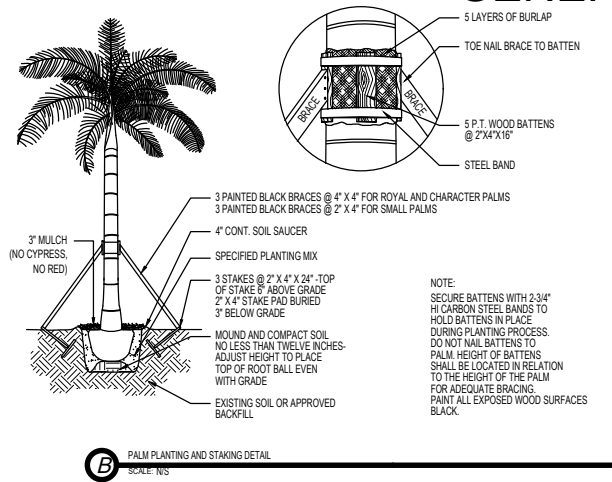 5 LAYERS OF BURLAP
TOE NAIL BRACE TO BATTEN
BRACE
BRACE
5 P.T. WOOD BATTENS
@ 2"X4"X16"
STEEL BAND
3 PAINTED BLACK BRACES @ 4" X 4" FOR ROYAL AND CHARACTER PALMS
3 PAINTED BLACK BRACES @ 2" X 4" FOR SMALL PALMS
4" CONT. SOIL SAUCER
3" MULCH
(NO CYPRESS,
NO RED)
SPECIFIED PLANTING MIX
3 STAKES @ 2" X 4" X 24" -TOP
OF STAKE 6" ABOVE GRADE
2" X 4" STAKE PAD BURIED
3" BELOW GRADE
MOUND AND COMPACT SOIL
NO LESS THAN TWELVE INCHES-
ADJUST HEIGHT TO PLACE
TOP OF ROOT BALL EVEN
WITH GRADE
EXISTING SOIL OR APPROVED
BACKFILL
NOTE:
SECURE BATTENS WITH 2-3/4"
HI CARBON STEEL BANDS TO
HOLD BATTENS IN PLACE
DURING PLANTING PROCESS.
DO NOT NAIL BATTENS TO
PALM. HEIGHT OF BATTENS
SHALL BE LOCATED IN RELATION
TO THE HEIGHT OF THE PALM
FOR ADEQUATE BRACING.
PAINT ALL EXPOSED WOOD SURFACES
BLACK.
B
PALM PLANTING AND STAKING DETAIL
SCALE: N/S